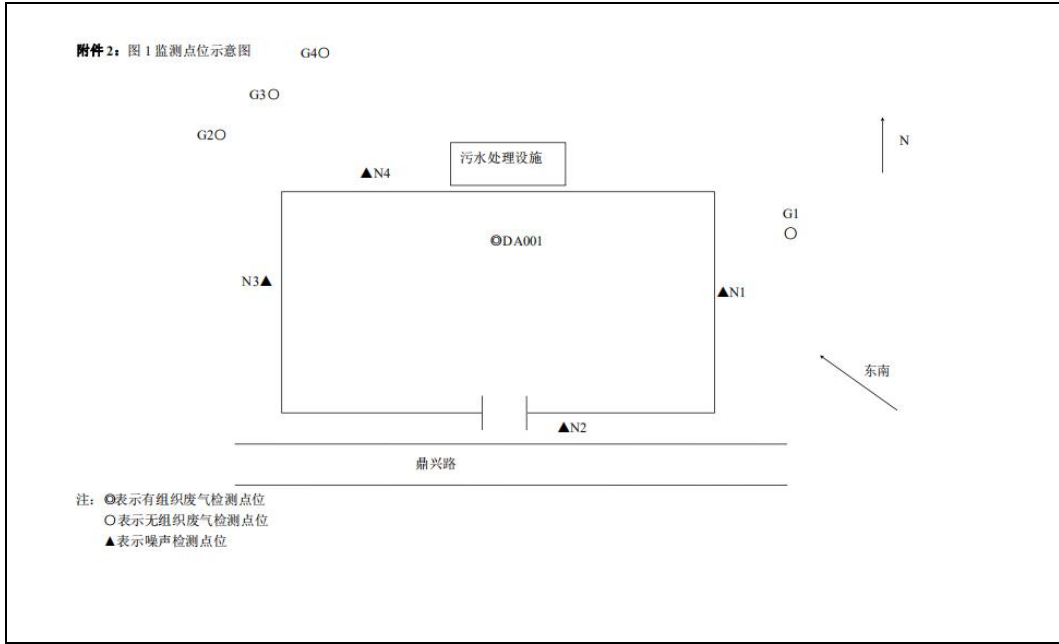 附件 2：图 1 监测点位示意图
G4○
G3○
G2○
N
污水处理设施
▲N4
G1
○
◎DA001
N3▲
▲N1
东南
▲N2
鼎兴路
注：◎表示有组织废气检测点位
○表示无组织废气检测点位
▲表示噪声检测点位